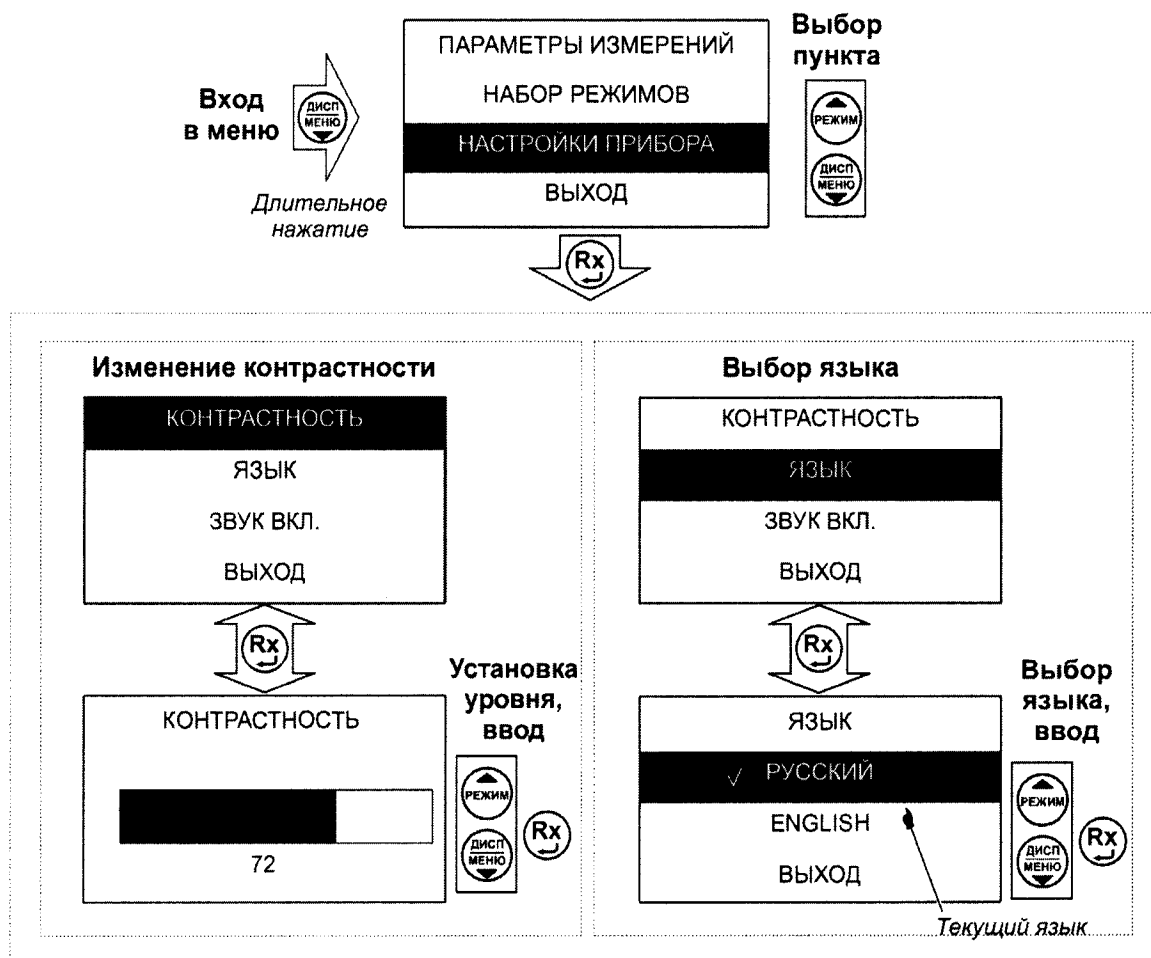 Вход
в меню
ДИСП
МЕНЮ
Длительное
нажатие
ПАРАМЕТРЫ ИЗМЕРЕНИЙ
НАБОР РЕЖИМОВ
НАСТРОЙКИ ПРИБОРА
ВЫХОД
Выбор
пункта
РЕЖИМ
ДИСП
МЕНЮ
Rx
Изменение контрастности
КОНТРАСТНОСТЬ
ЯЗЫК
ЗВУК ВКЛ.
ВЫХОД
Rx
КОНТРАСТНОСТЬ
72
Установка
уровня,
ввод
РЕЖИМ
ДИСП
МЕНЮ
Rx
Выбор языка
КОНТРАСТНОСТЬ
ЯЗЫК
ЗВУК ВКЛ.
ВЫХОД
Rx
ЯЗЫК
✓ РУССКИЙ
ENGLISH
ВЫХОД
Выбор
языка,
ввод
РЕЖИМ
ДИСП
МЕНЮ
Rx
Текущий язык